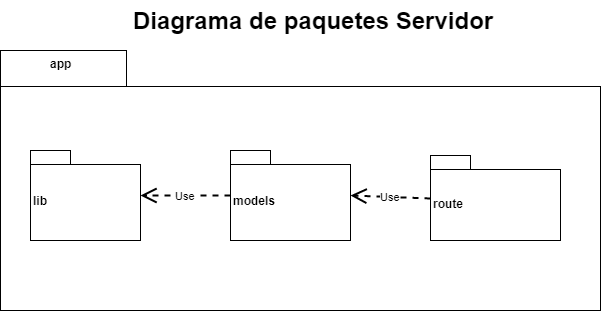 Diagrama de paquetes Servidor
app
lib
Use
models
Use
route